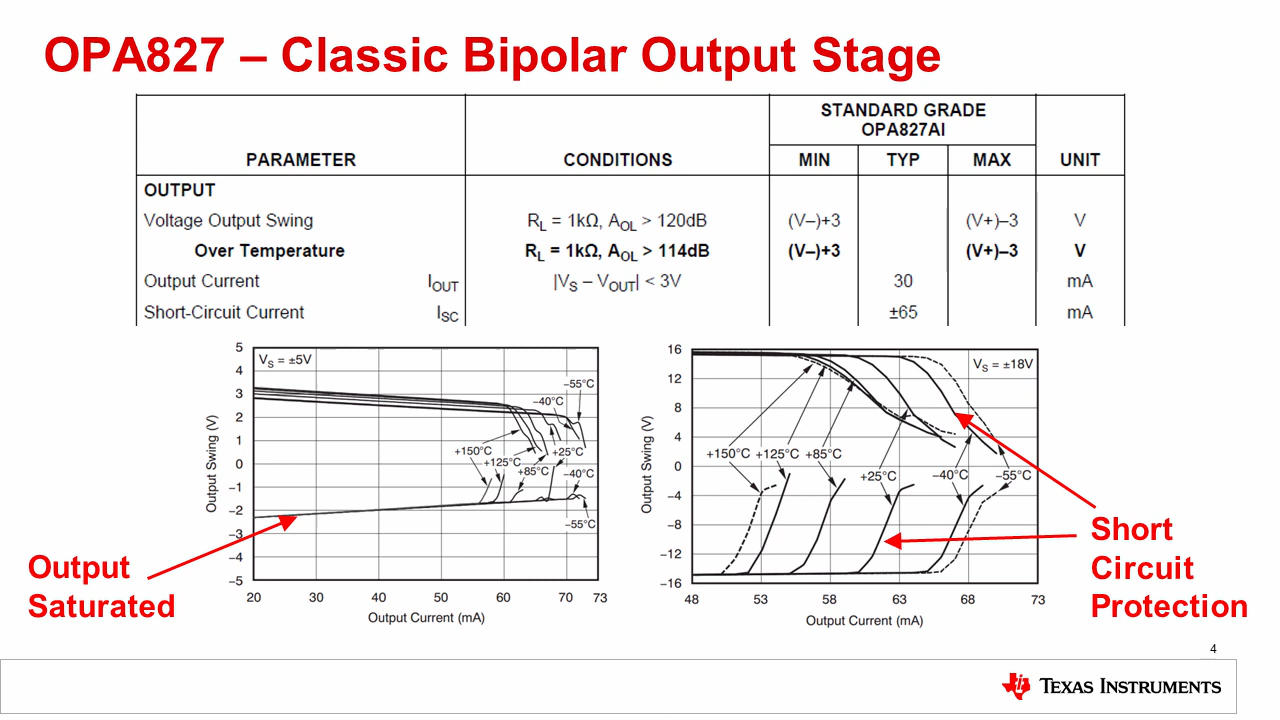 OPA827 – Classic Bipolar Output Stage
STANDARD GRADE
OPA827AI
PARAMETER CONDITIONS MIN TYP MAX UNIT
OUTPUT
Voltage Output Swing RL = 1kΩ, AOL > 120dB (V–)+3 (V+)–3 V
Over Temperature RL = 1kΩ, AOL > 114dB (V–)+3 (V+)–3 V
Output Current IOUT |VS – VOUT| < 3V 30 mA
Short-Circuit Current ISC ±65 mA
5
4
3
2
1
0
–1
–2
–3
–4
–5
Output Swing (V)
VS = ±5V
–55°C
–40°C
+150°C
+125°C
+85°C
+25°C
–40°C
–55°C
20 30 40 50 60 70 73
Output Current (mA)
16
12
8
4
0
–4
–8
–12
–16
Output Swing (V)
VS = ±18V
+150°C +125°C +85°C
+25°C
–40°C
–55°C
48 53 58 63 68 73
Output Current (mA)
Output
Saturated
Short
Circuit
Protection
4
TEXAS INSTRUMENTS